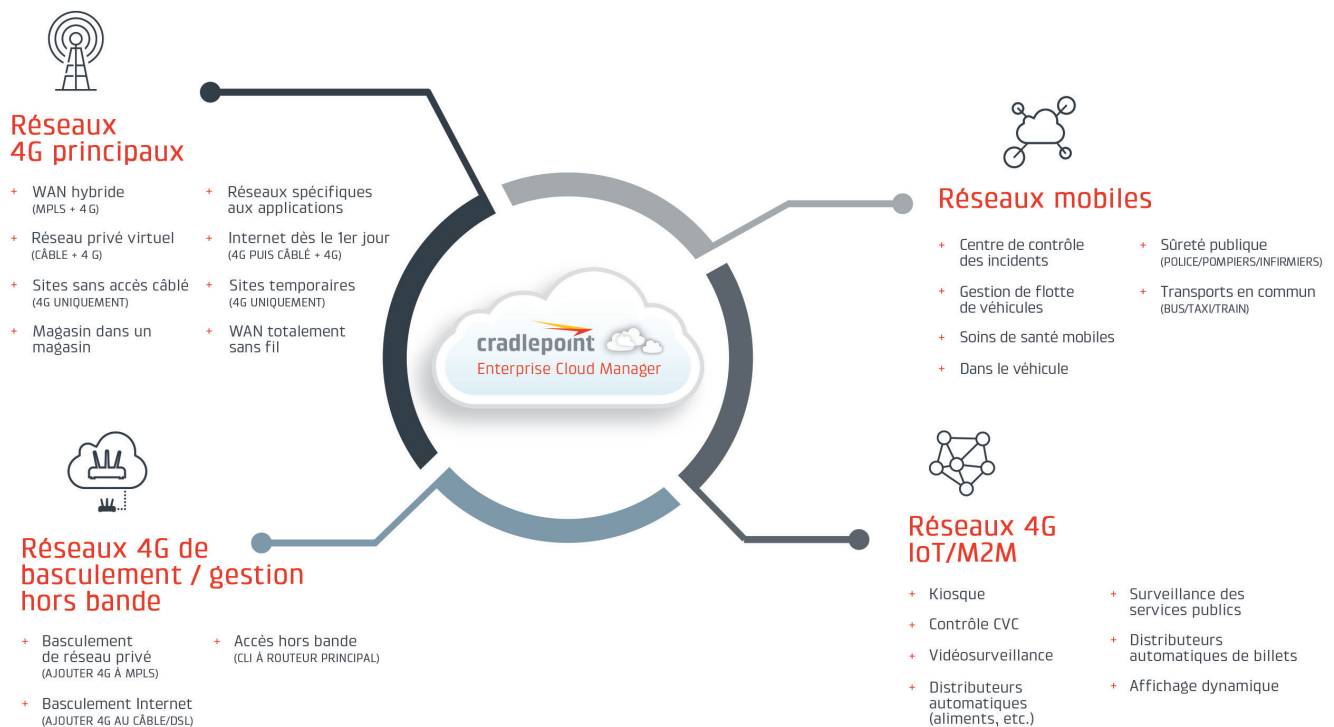 Réseaux
4G principaux
+ WAN hybride
(MPLS + 4 G)
+ Réseau privé virtuel
(CÂBLE + 4 G)
+ Sites sans accès câblé
(4G UNIQUEMENT)
+ Magasin dans un
magasin
+ Réseaux spécifiques
aux applications
+ Internet dès le 1er jour
(4G PUIS CÂBLÉ + 4G)
+ Sites temporaires
(4G UNIQUEMENT)
+ WAN totalement
sans fil
cradlepoint
Enterprise Cloud Manager
Réseaux mobiles
+ Centre de contrôle
des incidents
+ Gestion de flotte
de véhicules
+ Soins de santé mobiles
+ Dans le véhicule
+ Sûreté publique
(POLICE/POMPIERS/INFIRMIERS)
+ Transports en commun
(BUS/TAXI/TRAIN)
Réseaux 4G de
basculement / gestion
hors bande
+ Basculement
de réseau privé
(AJOUTER 4G À MPLS)
+ Basculement Internet
(AJOUTER 4G AU CÂBLE/DSL)
+ Accès hors bande
(CLI À ROUTEUR PRINCIPAL)
Réseaux 4G
IoT/M2M
+ Kiosque
+ Contrôle CVC
+ Vidéosurveillance
+ Distributeurs
automatiques
(aliments, etc.)
+ Surveillance des
services publics
+ Distributeurs
automatiques de billets
+ Affichage dynamique